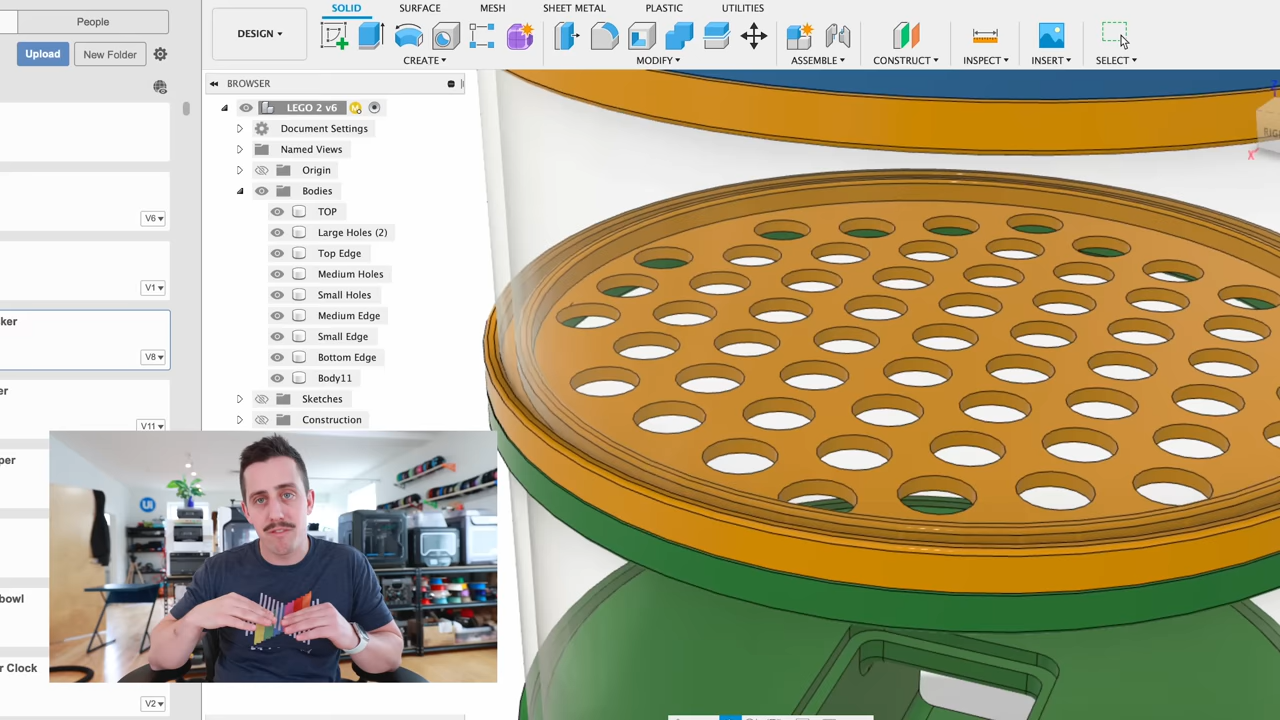 People
Upload
New Folder
V6
V1
ker
V8
er
V11
per
bowl
r Clock
V2
SOLID
SURFACE
MESH
SHEET METAL
PLASTIC
UTILITIES
DESIGN
CREATE
MODIFY
ASSEMBLE
CONSTRUCT
INSPECT
INSERT
SELECT
BROWSER
LEGO 2 v6
Document Settings
Named Views
Origin
Bodies
TOP
Large Holes (2)
Top Edge
Medium Holes
Small Holes
Medium Edge
Small Edge
Bottom Edge
Body11
Sketches
Construction
Z
X